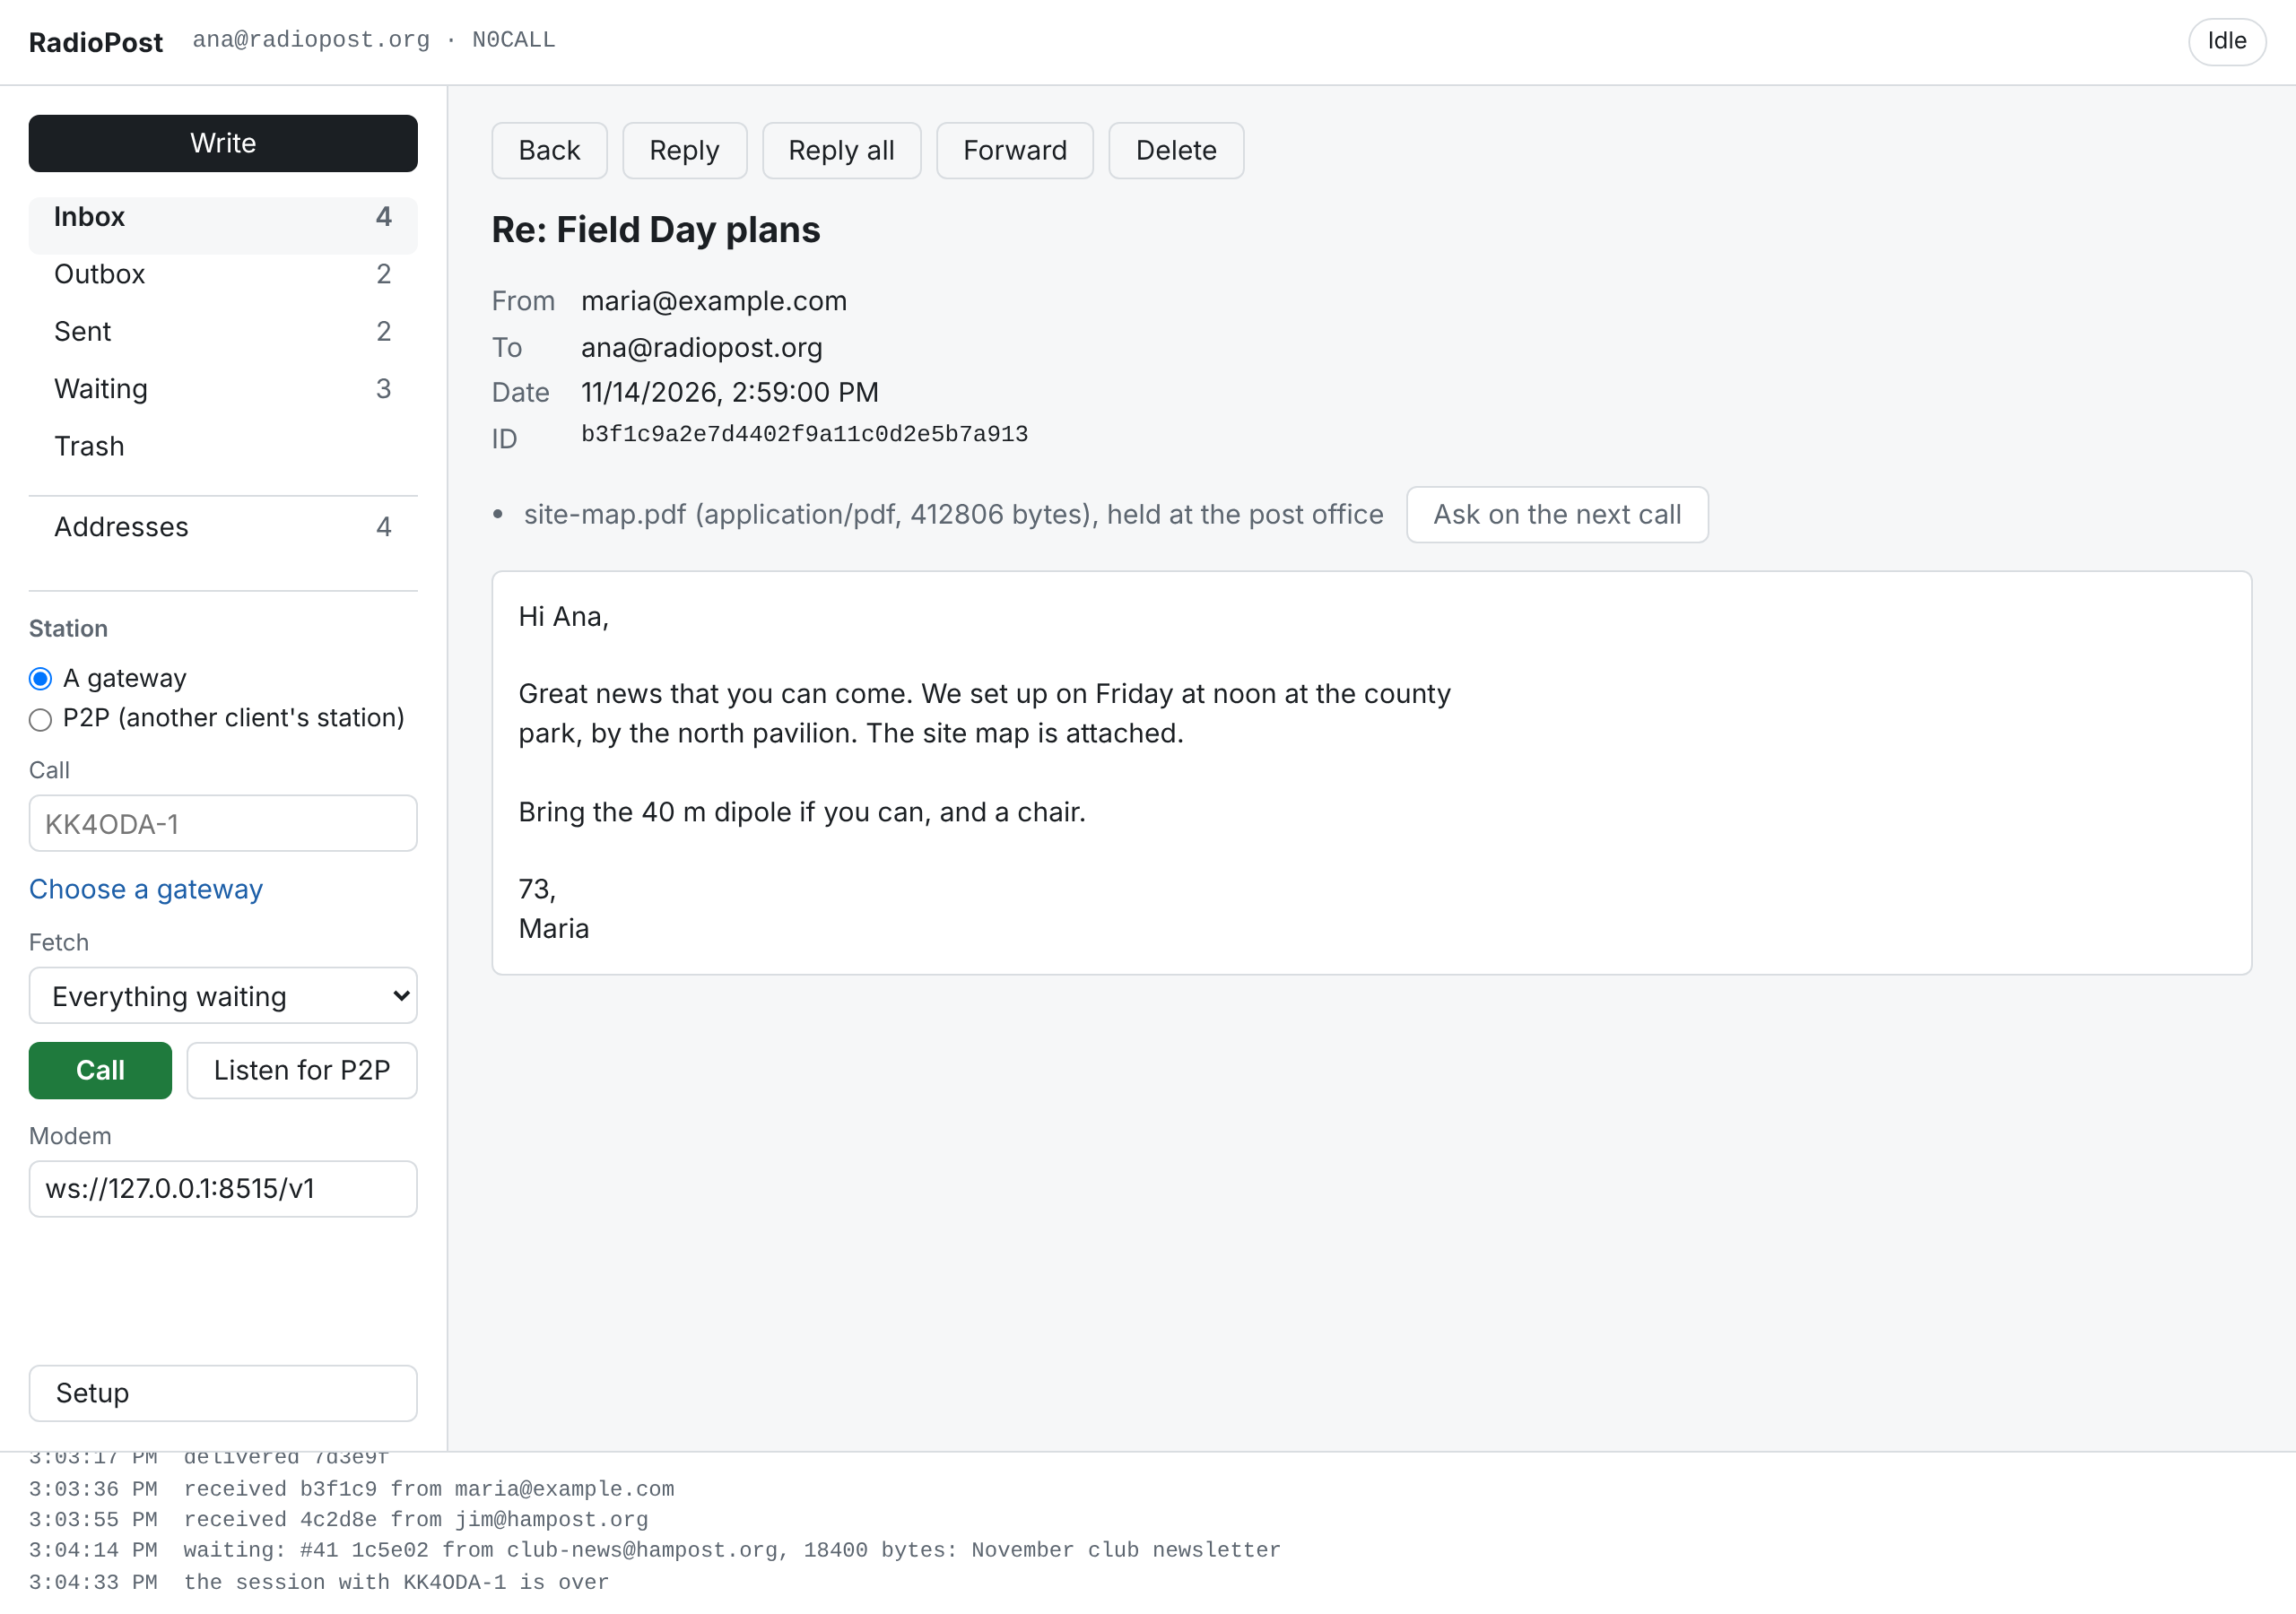 RadioPost ana@radiopost.org · N0CALL
Idle
Write
Inbox 4
Outbox 2
Sent 2
Waiting 3
Trash
Addresses 4
Station
A gateway
P2P (another client's station)
Call
KK4ODA-1
Choose a gateway
Fetch
Everything waiting
Call Listen for P2P
Modem
ws://127.0.0.1:8515/v1
Setup
Back Reply Reply all Forward Delete
Re: Field Day plans
From maria@example.com
To ana@radiopost.org
Date 11/14/2026, 2:59:00 PM
ID b3f1c9a2e7d4402f9a11c0d2e5b7a913
• site-map.pdf (application/pdf, 412806 bytes), held at the post office Ask on the next call
Hi Ana,
Great news that you can come. We set up on Friday at noon at the county
park, by the north pavilion. The site map is attached.
Bring the 40 m dipole if you can, and a chair.
73,
Maria
3:03:17 PM delivered 7d3e9f
3:03:36 PM received b3f1c9 from maria@example.com
3:03:55 PM received 4c2d8e from jim@hampost.org
3:04:14 PM waiting: #41 1c5e02 from club-news@hampost.org, 18400 bytes: November club newsletter
3:04:33 PM the session with KK4ODA-1 is over